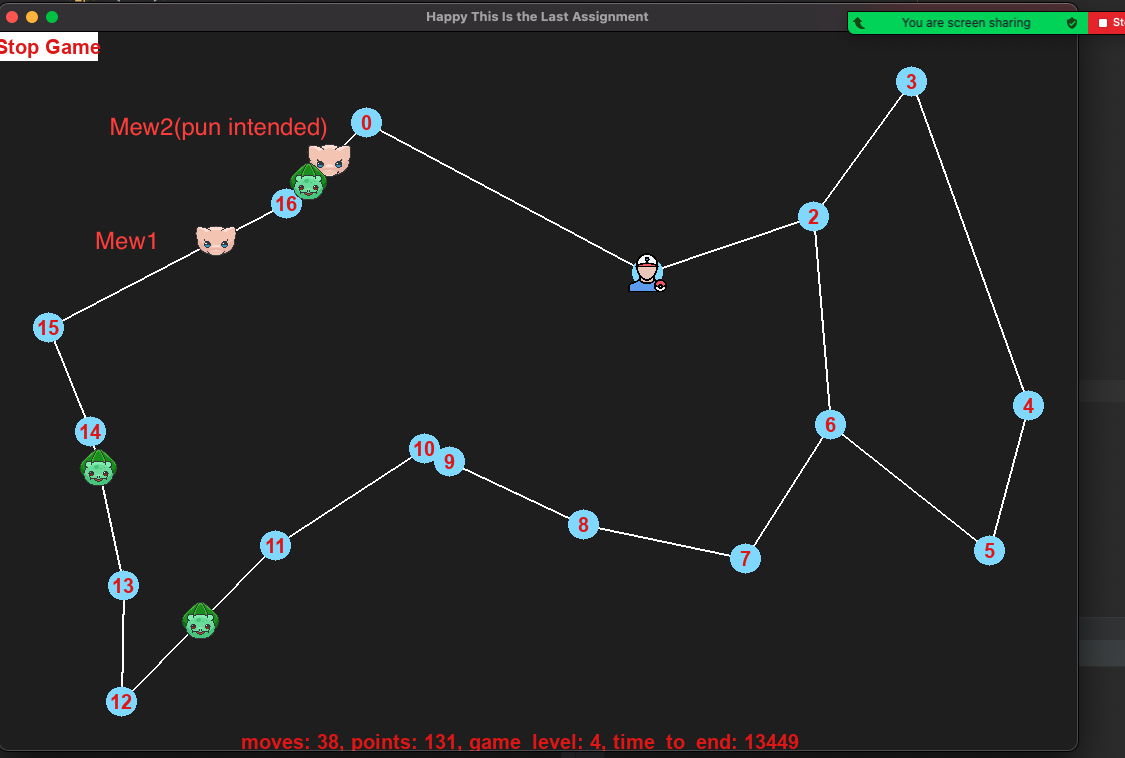 Happy This Is the Last Assignment
You are screen sharing
Stop Game
3
Mew2(pun intended)
0
16
2
Mew1
15
4
14
6
10
9
8
11
5
7
13
12
moves: 38, points: 131, game_level: 4, time_to_end: 13449